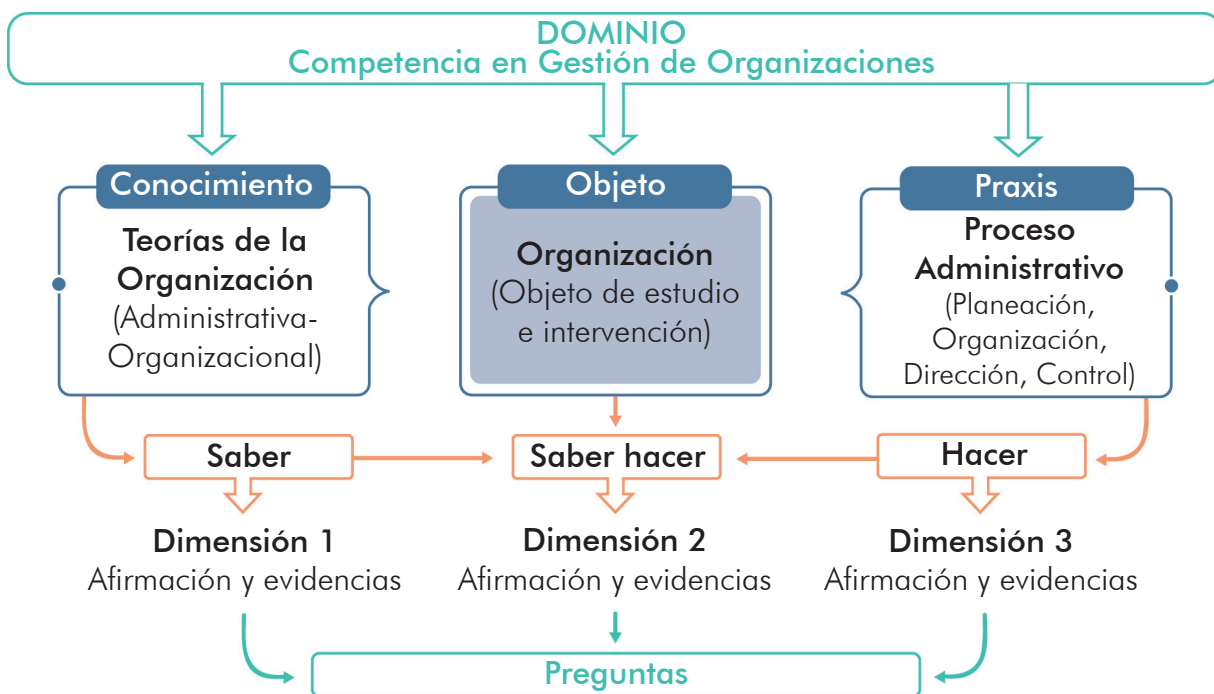 DOMINIO
Competencia en Gestión de Organizaciones
Conocimiento
Teorías de la
Organización
(Administrativa-
Organizacional)
Objeto
Organización
(Objeto de estudio
e intervención)
Praxis
Proceso
Administrativo
(Planeación,
Organización,
Dirección, Control)
Saber
Saber hacer
Hacer
Dimensión 1
Afirmación y evidencias
Dimensión 2
Afirmación y evidencias
Dimensión 3
Afirmación y evidencias
Preguntas